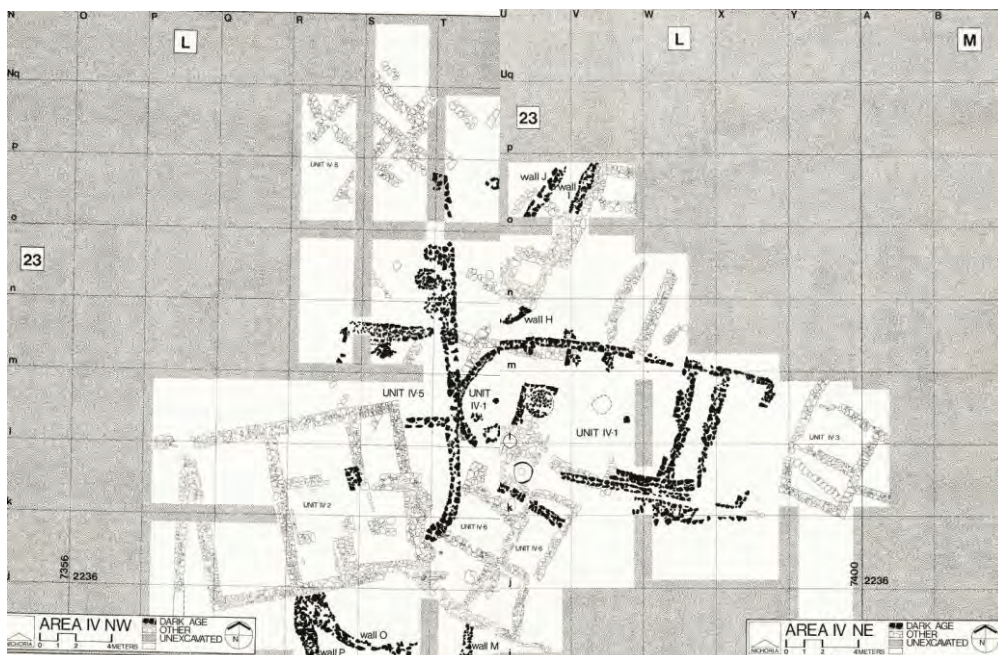 N O P Q R S T U V W X Y A B
L L M
Nq Uq
23
P p
UNIT
wall J wall
o o
23
n n
wall H
m m
UNIT IV-5 UNIT IV-1
l UNIT IV-1 UNIT IV-3
k UNIT IV-2 k
UNIT IV-6 UNIT IV-6
j j
7356 2236 7400 2236
AREA IV NW
DARK AGE
OTHER
UNEXCAVATED
NICHORIA 0 1 2 4 METERS N
wall P wall O wall M
AREA IV NE
DARK AGE
OTHER
UNEXCAVATED
NICHORIA 0 1 2 4 METERS N